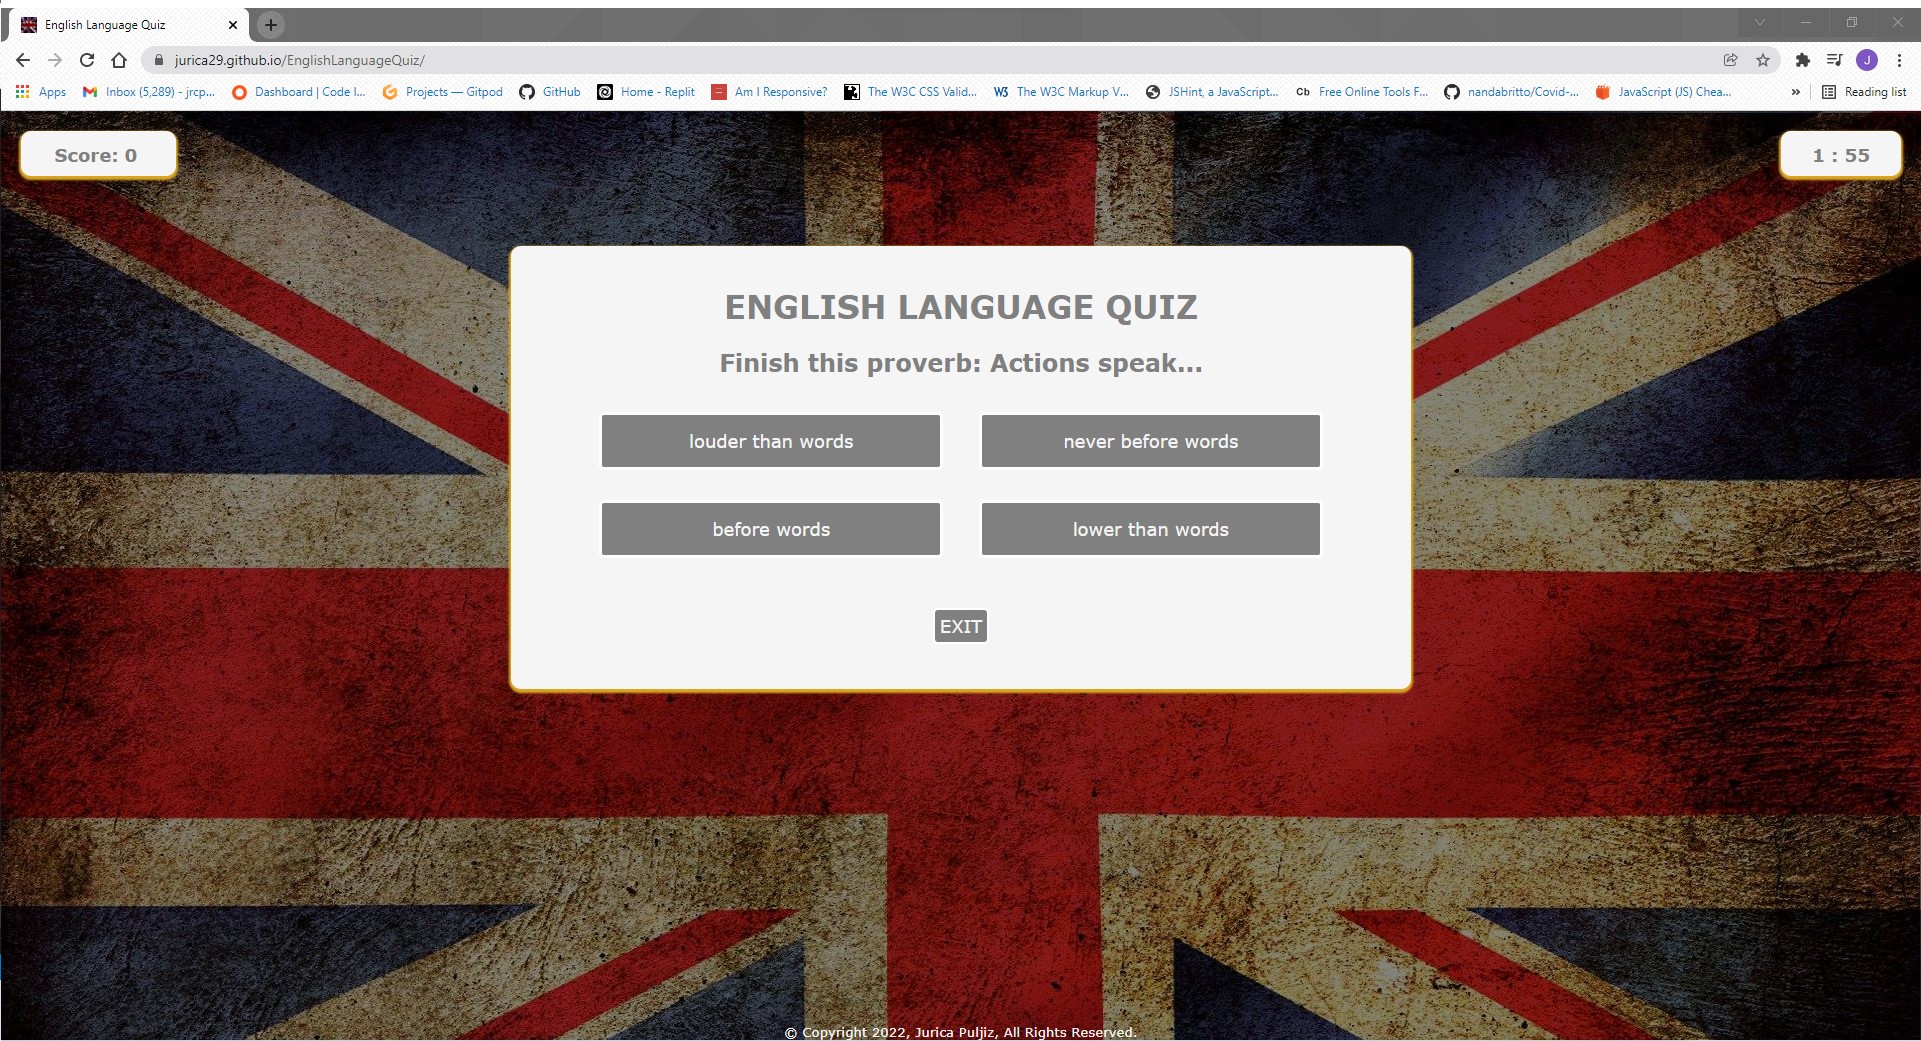 English Language Quiz
jurica29.github.io/EnglishLanguageQuiz/
J
Apps Inbox (5,289) - jrcp... Dashboard | Code I... Projects — Gitpod GitHub Home - Replit Am I Responsive? The W3C CSS Valid... W3 The W3C Markup V... JSHint, a JavaScript... Cb Free Online Tools F... nandabritto/Covid-... JavaScript (JS) Chea... » Reading list
Score: 0
1 : 55
ENGLISH LANGUAGE QUIZ
Finish this proverb: Actions speak...
louder than words never before words
before words lower than words
EXIT
© Copyright 2022, Jurica Puljiz, All Rights Reserved.